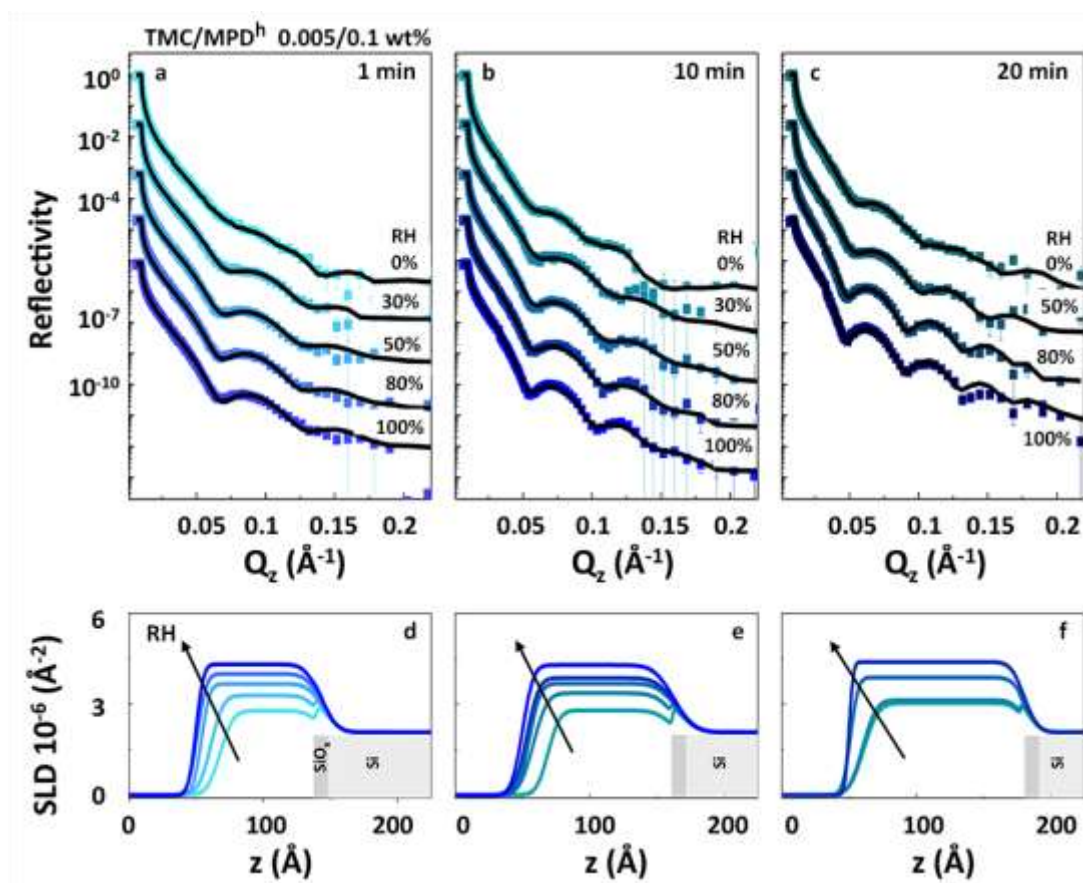 TMC/MPDʰ 0.005/0.1 wt%
a 1 min
b 10 min
c 20 min
Reflectivity
10⁰
10⁻²
10⁻⁴
10⁻⁷
10⁻¹⁰
RH
0%
30%
50%
80%
100%
RH
0%
30%
50%
80%
100%
RH
0%
50%
80%
100%
0.05 0.1 0.15 0.2
0.05 0.1 0.15 0.2
0.05 0.1 0.15 0.2
Q_z (Å⁻¹)
Q_z (Å⁻¹)
Q_z (Å⁻¹)
SLD 10⁻⁶ (Å⁻²)
6
3
0
RH d
e
f
SiOₓ
Si
Si
Si
0 100 200
0 100 200
0 100 200
z (Å)
z (Å)
z (Å)